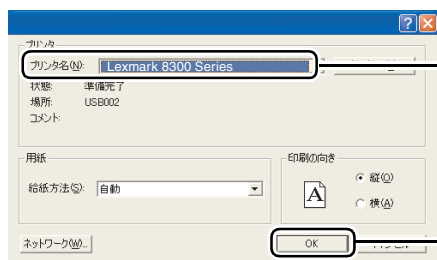 プリンタ
プリンタ名(N): Lexmark 8300 Series
状態: 準備完了
場所: USB002
コメント:
用紙
給紙方法(S): 自動
印刷の向き
A
縦(O)
横(A)
ネットワーク(W)... OK